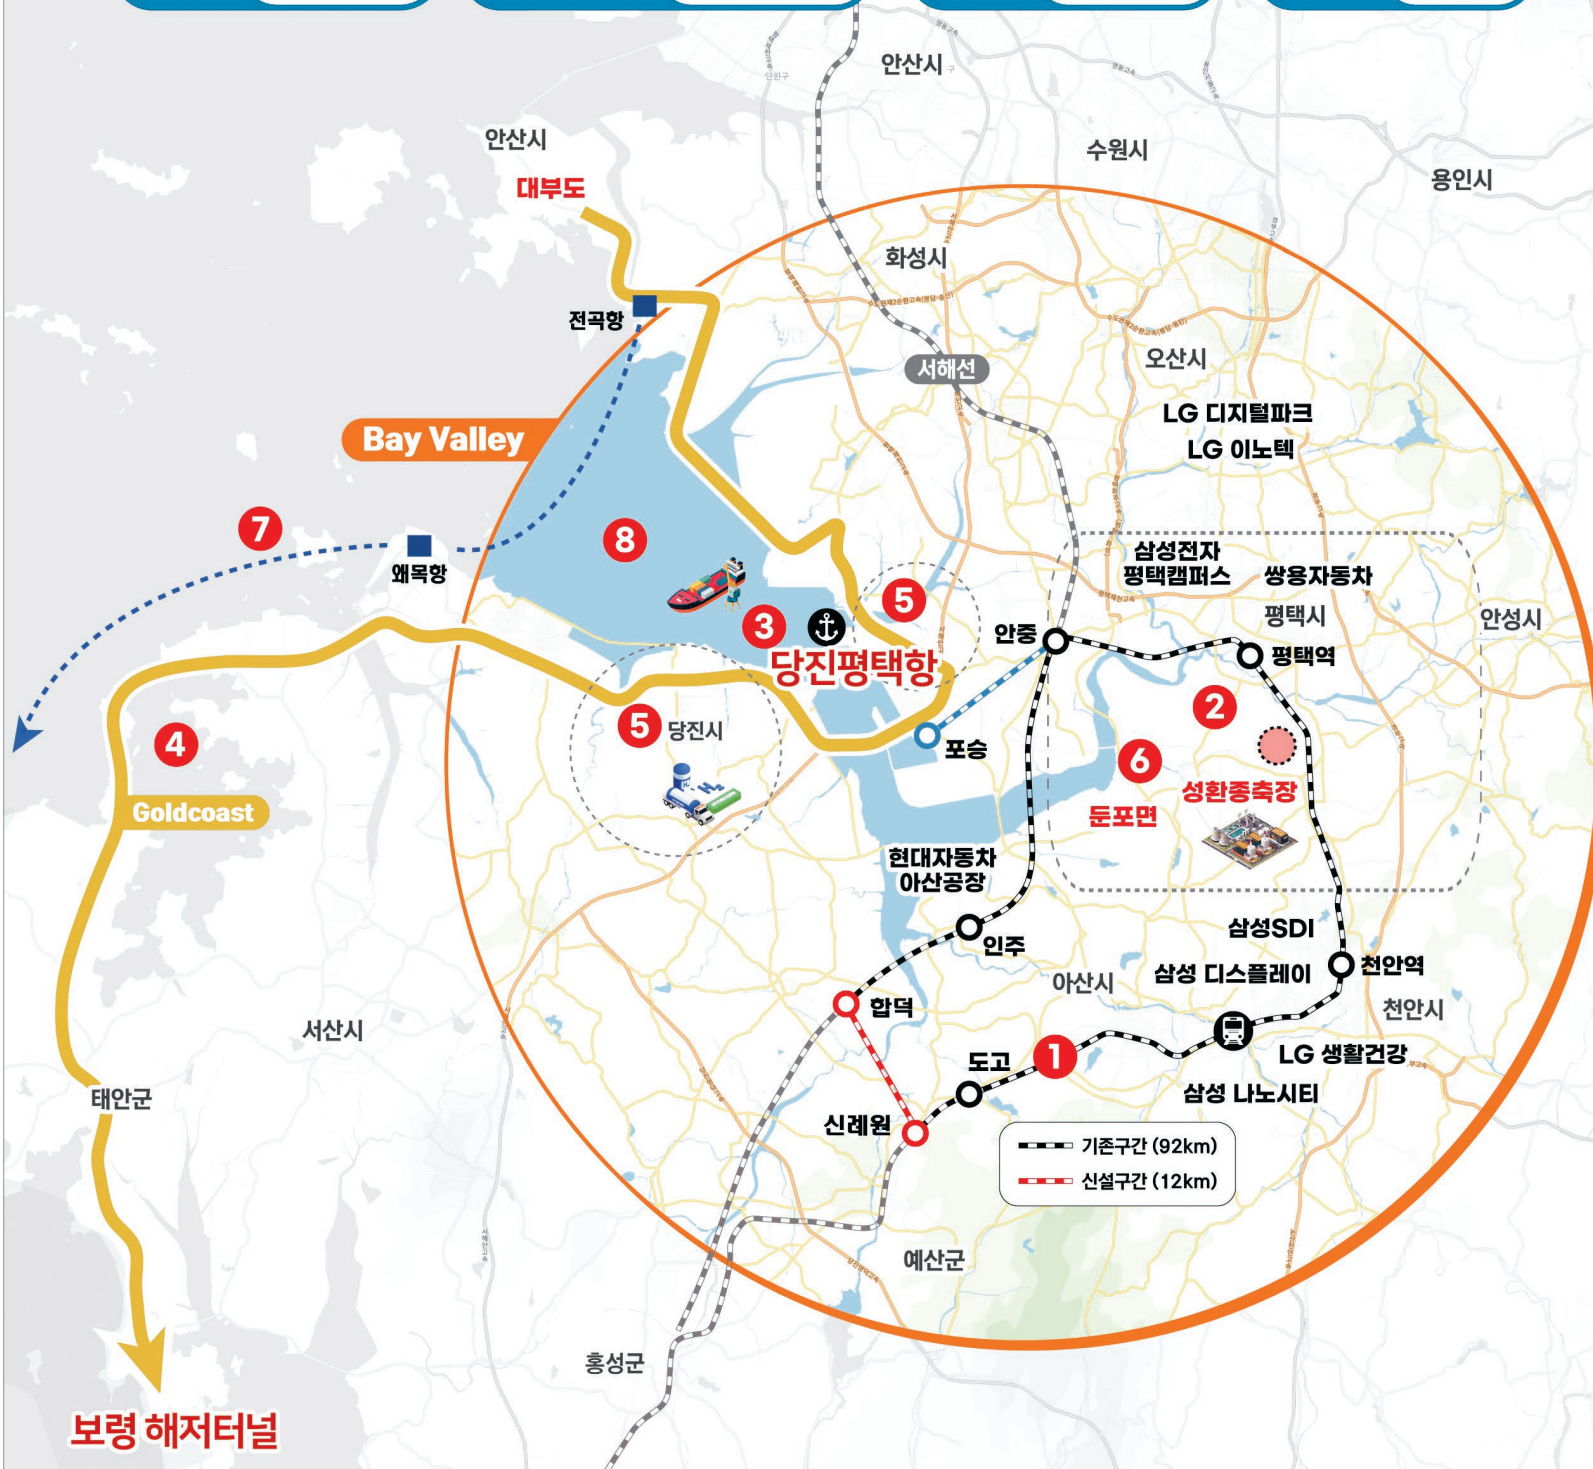 안산시
안산시
수원시
용인시
대부도
화성시
전곡항
오산시
서해선
LG 디지털파크
LG 이노텍
Bay Valley
7
8
왜목항
삼성전자
평택캠퍼스
쌍용자동차
평택시
안성시
5
3
안중
평택역
당진평택항
2
5
당진시
4
포승
6
성환종축장
둔포면
Goldcoast
현대자동차
아산공장
삼성SDI
인주
삼성 디스플레이
천안역
아산시
합덕
천안시
서산시
도고
1
LG 생활건강
태안군
삼성 나노시티
신례원
기존구간 (92km)
신설구간 (12km)
예산군
홍성군
보령 해저터널